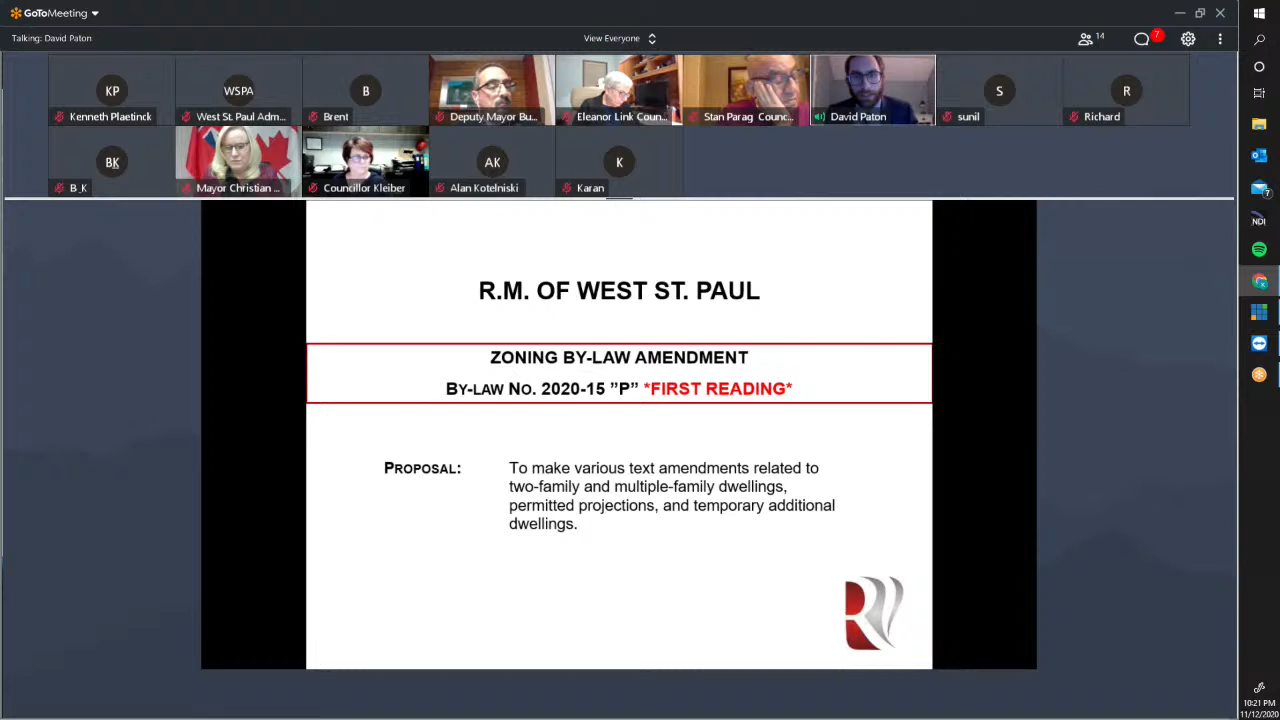 GoToMeeting
Talking: David Paton
View Everyone
14
7
KP
WSPA
B
S
R
Kenneth Plaetinck
West St. Paul Adm...
Brent
Deputy Mayor Bu...
Eleanor Link Coun...
Stan Parag Counc...
David Paton
sunil
Richard
BK
AK
K
B_K
Mayor Christian ...
Councillor Kleiber
Alan Kotelniski
Karan
7
NDI
R.M. OF WEST ST. PAUL
ZONING BY-LAW AMENDMENT
BY-LAW NO. 2020-15 ”P” *FIRST READING*
PROPOSAL: To make various text amendments related to
two-family and multiple-family dwellings,
permitted projections, and temporary additional
dwellings.
10:21 PM
11/12/2020